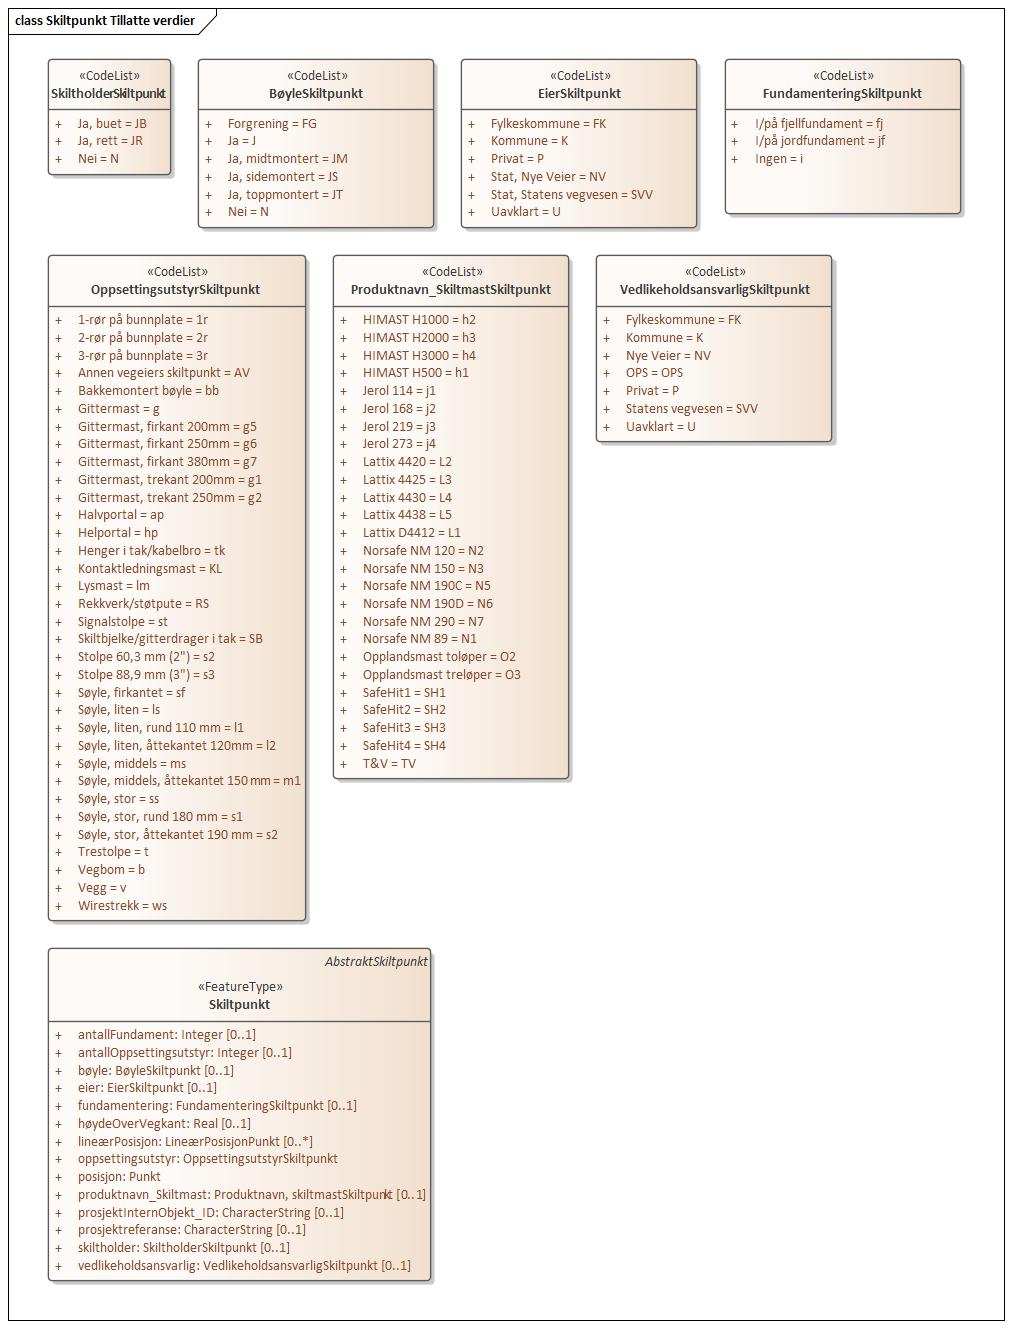 class Skiltpunkt Tillatte verdier
«CodeList»
SkiltholderSkiltpunkt
+ Ja, buet = JB
+ Ja, rett = JR
+ Nei = N
«CodeList»
BøyleSkiltpunkt
+ Forgrening = FG
+ Ja = J
+ Ja, midtmontert = JM
+ Ja, sidemontert = JS
+ Ja, toppmontert = JT
+ Nei = N
«CodeList»
EierSkiltpunkt
+ Fylkeskommune = FK
+ Kommune = K
+ Privat = P
+ Stat, Nye Veier = NV
+ Stat, Statens vegvesen = SVV
+ Uavklart = U
«CodeList»
FundamenteringSkiltpunkt
+ I/på fjellfundament = fj
+ I/på jordfundament = jf
+ Ingen = i
«CodeList»
OppsettingsutstyrSkiltpunkt
+ 1-rør på bunnplate = 1r
+ 2-rør på bunnplate = 2r
+ 3-rør på bunnplate = 3r
+ Annen vegeiers skiltpunkt = AV
+ Bakkemontert bøyle = bb
+ Gittermast = g
+ Gittermast, firkant 200mm = g5
+ Gittermast, firkant 250mm = g6
+ Gittermast, firkant 380mm = g7
+ Gittermast, trekant 200mm = g1
+ Gittermast, trekant 250mm = g2
+ Halvportal = ap
+ Helportal = hp
+ Henger i tak/kabelbro = tk
+ Kontaktledningsmast = KL
+ Lysmast = lm
+ Rekkverk/støtpute = RS
+ Signalstolpe = st
+ Skiltbjelke/gitterdrager i tak = SB
+ Stolpe 60,3 mm (2") = s2
+ Stolpe 88,9 mm (3") = s3
+ Søyle, firkantet = sf
+ Søyle, liten = ls
+ Søyle, liten, rund 110 mm = l1
+ Søyle, liten, åttekantet 120mm = l2
+ Søyle, middels = ms
+ Søyle, middels, åttekantet 150 mm = m1
+ Søyle, stor = ss
+ Søyle, stor, rund 180 mm = s1
+ Søyle, stor, åttekantet 190 mm = s2
+ Trestolpe = t
+ Vegbom = b
+ Vegg = v
+ Wirestrekk = ws
«CodeList»
Produktnavn_SkiltmastSkiltpunkt
+ HIMAST H1000 = h2
+ HIMAST H2000 = h3
+ HIMAST H3000 = h4
+ HIMAST H500 = h1
+ Jerol 114 = j1
+ Jerol 168 = j2
+ Jerol 219 = j3
+ Jerol 273 = j4
+ Lattix 4420 = L2
+ Lattix 4425 = L3
+ Lattix 4430 = L4
+ Lattix 4438 = L5
+ Lattix D4412 = L1
+ Norsafe NM 120 = N2
+ Norsafe NM 150 = N3
+ Norsafe NM 190C = N5
+ Norsafe NM 190D = N6
+ Norsafe NM 290 = N7
+ Norsafe NM 89 = N1
+ Opplandsmast toløper = O2
+ Opplandsmast treløper = O3
+ SafeHit1 = SH1
+ SafeHit2 = SH2
+ SafeHit3 = SH3
+ SafeHit4 = SH4
+ T&V = TV
«CodeList»
VedlikeholdsansvarligSkiltpunkt
+ Fylkeskommune = FK
+ Kommune = K
+ Nye Veier = NV
+ OPS = OPS
+ Privat = P
+ Statens vegvesen = SVV
+ Uavklart = U
AbstraktSkiltpunkt
«FeatureType»
Skiltpunkt
+ antallFundament: Integer [0..1]
+ antallOppsettingsutstyr: Integer [0..1]
+ bøyle: BøyleSkiltpunkt [0..1]
+ eier: EierSkiltpunkt [0..1]
+ fundamentering: FundamenteringSkiltpunkt [0..1]
+ høydeOverVegkant: Real [0..1]
+ lineærPosisjon: LineærPosisjonPunkt [0..*]
+ oppsettingsutstyr: OppsettingsutstyrSkiltpunkt
+ posisjon: Punkt
+ produktnavn_Skiltmast: Produktnavn, skiltmastSkiltpunkt [0..1]
+ prosjektInternObjekt_ID: CharacterString [0..1]
+ prosjektreferanse: CharacterString [0..1]
+ skiltholder: SkiltholderSkiltpunkt [0..1]
+ vedlikeholdsansvarlig: VedlikeholdsansvarligSkiltpunkt [0..1]